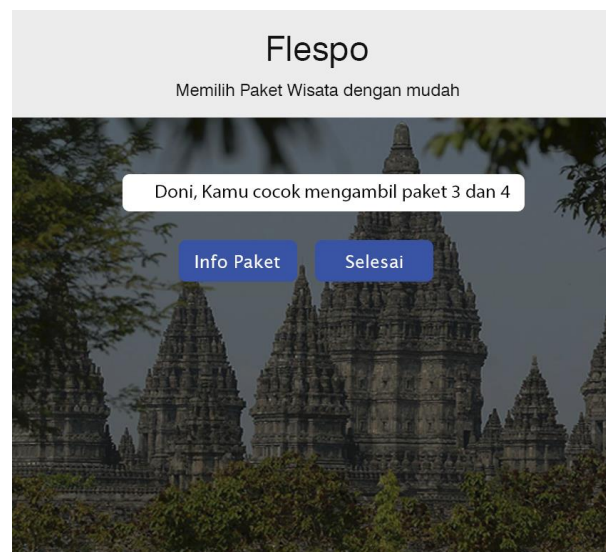 Flespo
Memilih Paket Wisata dengan mudah
Doni, Kamu cocok mengambil paket 3 dan 4
Info Paket
Selesai